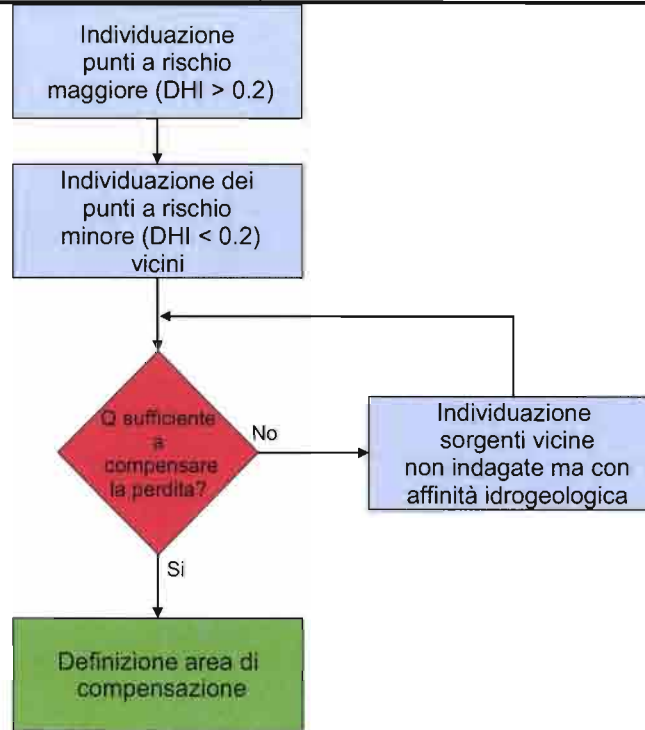 Individuazione
punti a rischio
maggiore (DHI > 0.2)
Individuazione dei
punti a rischio
minore (DHI < 0.2)
vicini
Q sufficiente
a
compensare
la perdita?
No
Individuazione
sorgenti vicine
non indagate ma con
affinità idrogeologica
Si
Definizione area di
compensazione